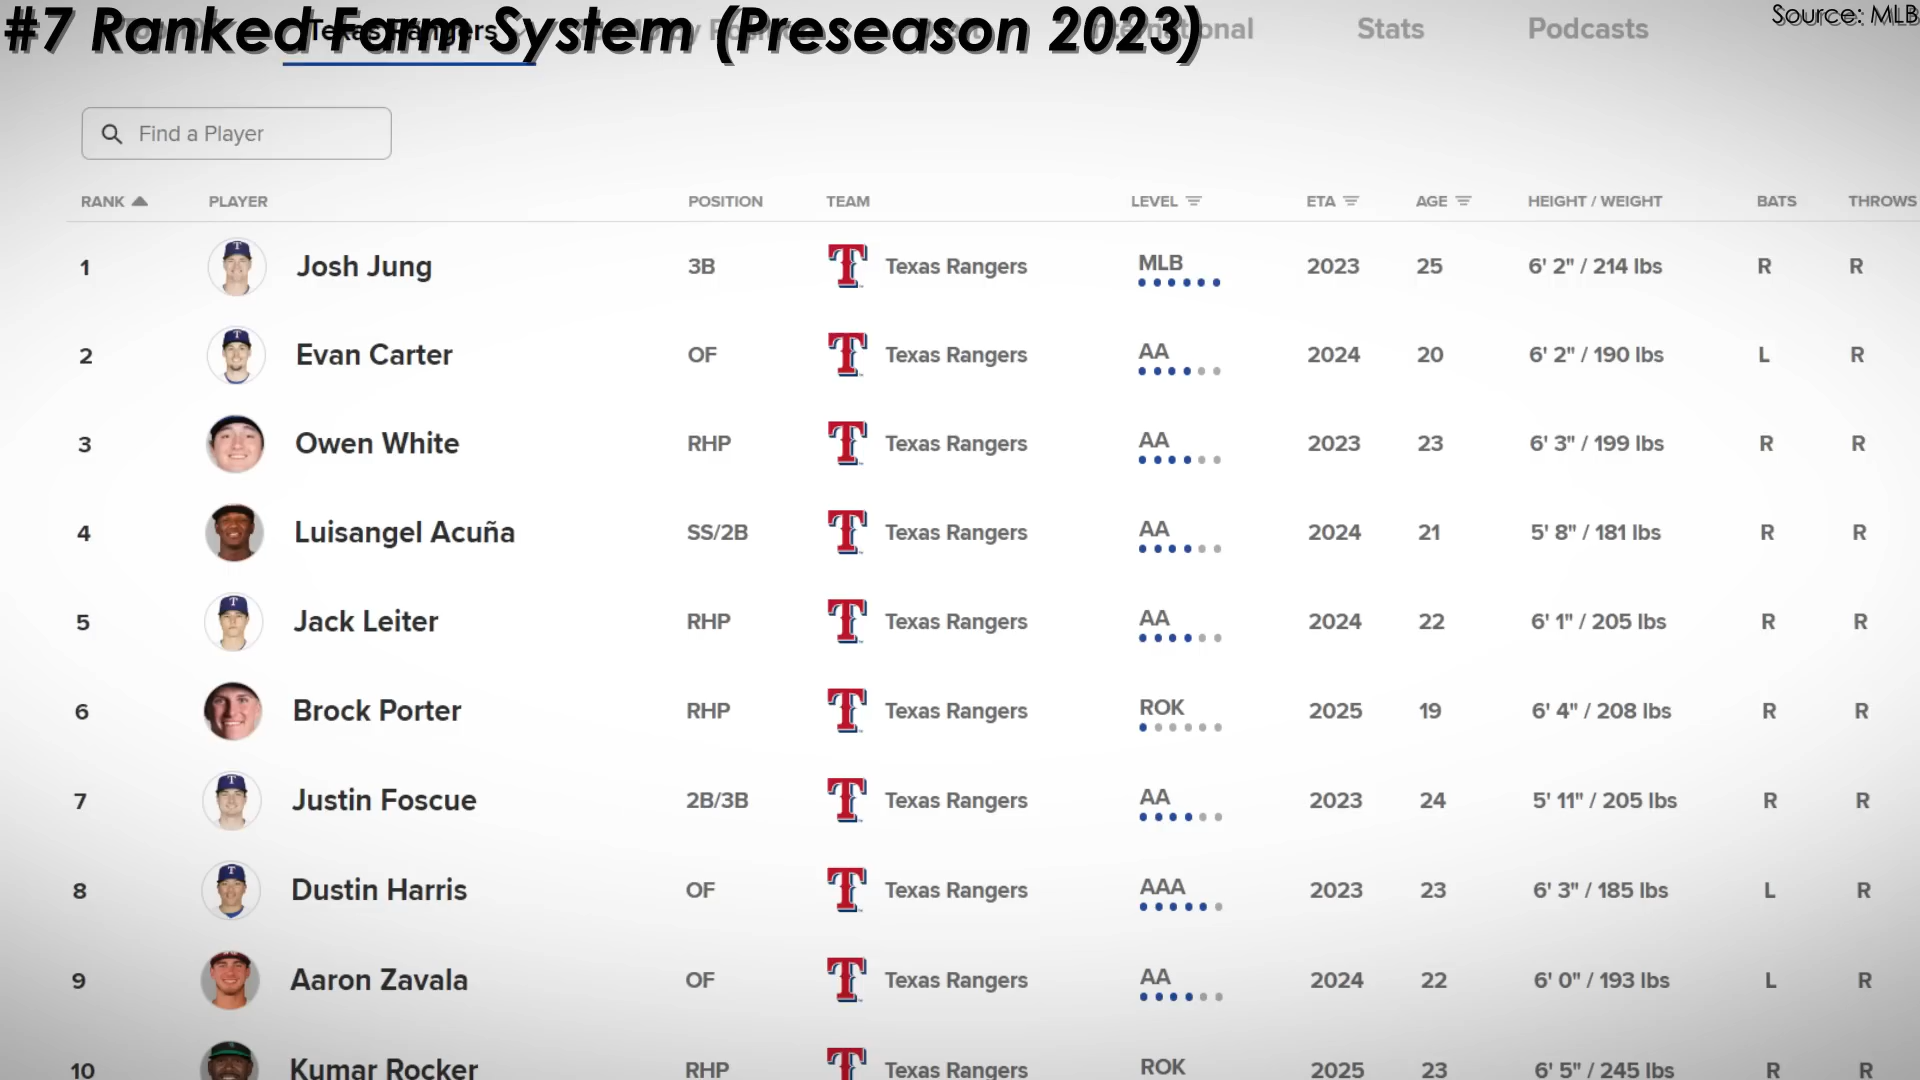 #7 Ranked Farm System (Preseason 2023)
Texas Rangers
Stats
Podcasts
Source: MLB
Find a Player
RANK PLAYER POSITION TEAM LEVEL ETA AGE HEIGHT / WEIGHT BATS THROWS
1 Josh Jung 3B Texas Rangers MLB 2023 25 6' 2" / 214 lbs R R
2 Evan Carter OF Texas Rangers AA 2024 20 6' 2" / 190 lbs L R
3 Owen White RHP Texas Rangers AA 2023 23 6' 3" / 199 lbs R R
4 Luisangel Acuña SS/2B Texas Rangers AA 2024 21 5' 8" / 181 lbs R R
5 Jack Leiter RHP Texas Rangers AA 2024 22 6' 1" / 205 lbs R R
6 Brock Porter RHP Texas Rangers ROK 2025 19 6' 4" / 208 lbs R R
7 Justin Foscue 2B/3B Texas Rangers AA 2023 24 5' 11" / 205 lbs R R
8 Dustin Harris OF Texas Rangers AAA 2023 23 6' 3" / 185 lbs L R
9 Aaron Zavala OF Texas Rangers AA 2024 22 6' 0" / 193 lbs L R
10 Kumar Rocker RHP Texas Rangers ROK 2025 23 6' 5" / 245 lbs R R